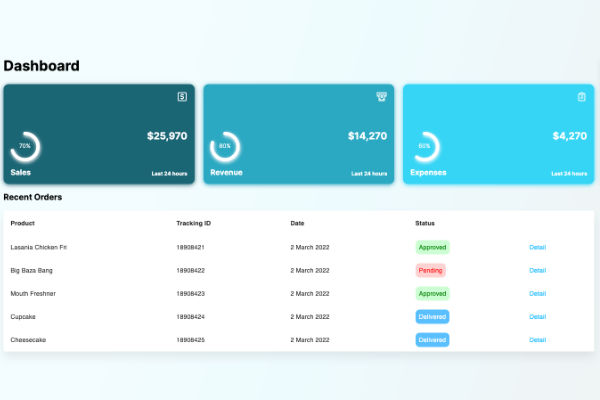 Dashboard
$25,970
70%
Sales
Last 24 hours
$14,270
80%
Revenue
Last 24 hours
$4,270
60%
Expenses
Last 24 hours
Recent Orders
Product Tracking ID Date Status
Lasania Chicken Fri 18908421 2 March 2022 Approved Detail
Big Baza Bang 18908422 2 March 2022 Pending Detail
Mouth Freshner 18908423 2 March 2022 Approved Detail
Cupcake 18908424 2 March 2022 Delivered Detail
Cheesecake 18908425 2 March 2022 Delivered Detail